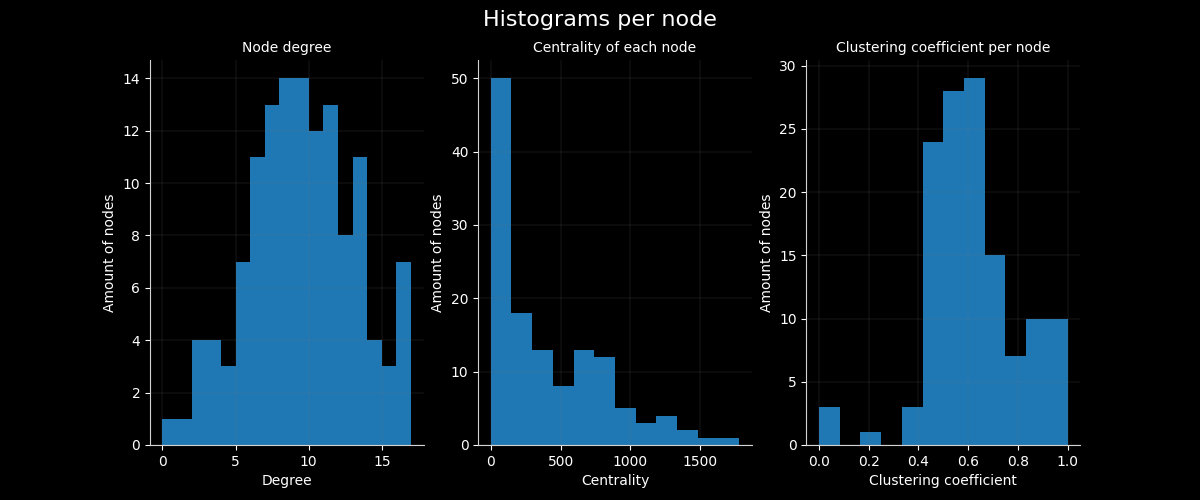 Histograms per node
Node degree
Amount of nodes
14
12
10
8
6
4
2
0
0 5 10 15
Degree
Centrality of each node
Amount of nodes
50
40
30
20
10
0
0 500 1000 1500
Centrality
Clustering coefficient per node
Amount of nodes
30
25
20
15
10
5
0
0.0 0.2 0.4 0.6 0.8 1.0
Clustering coefficient